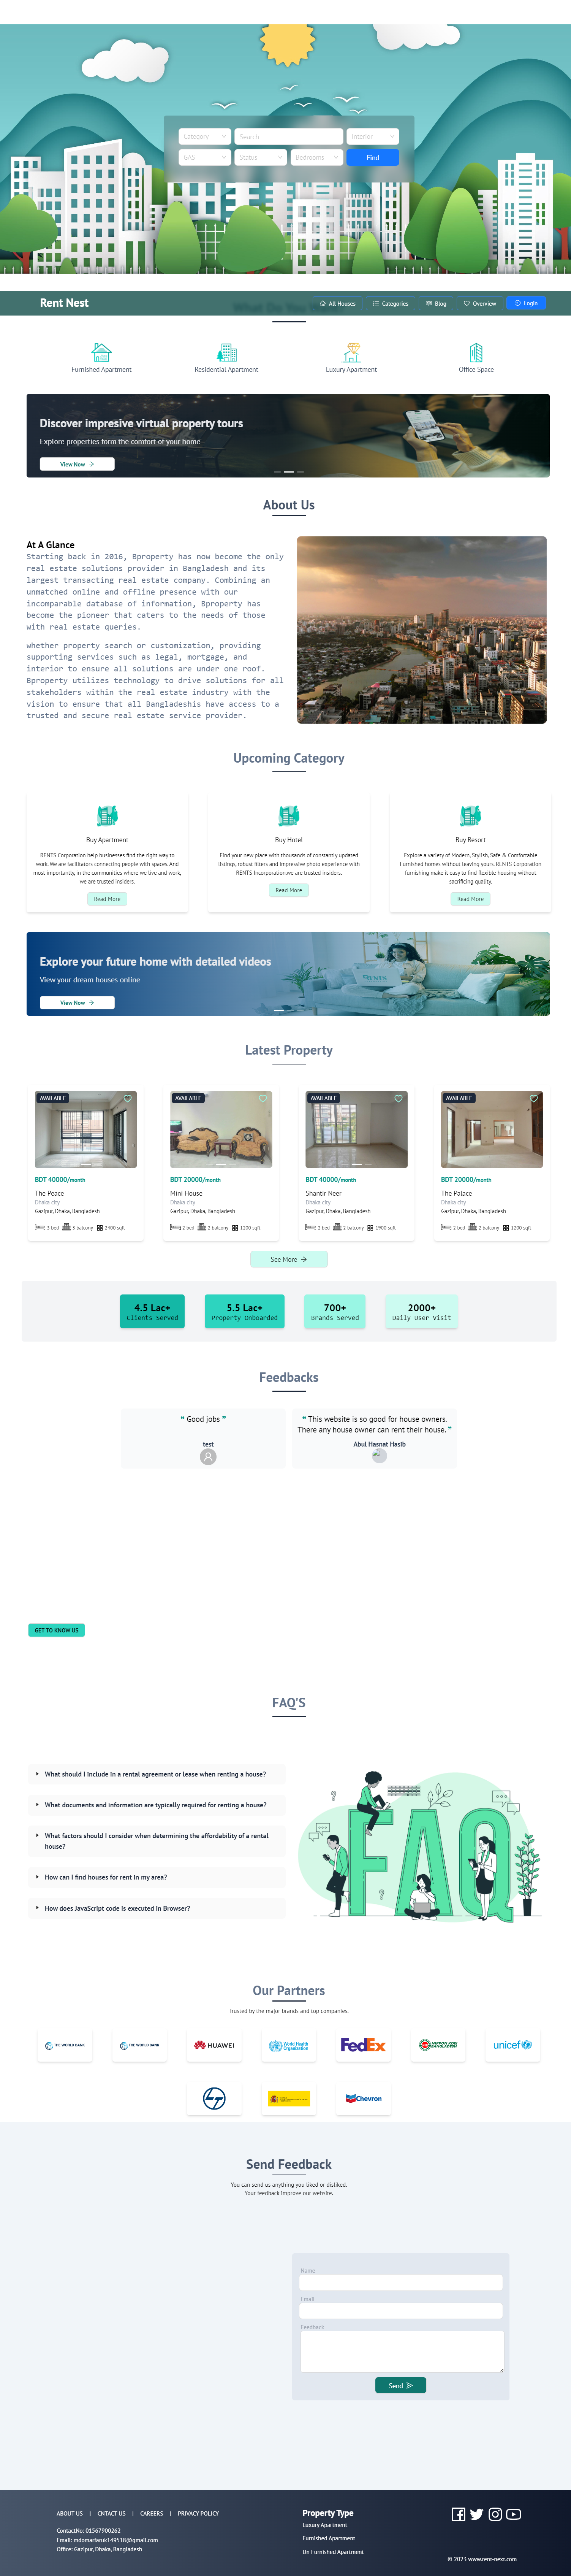 Category
Search
Interior
GAS
Status
Bedrooms
Find
Rent Nest
All Houses
Categories
Blog
Overview
Login
Furnished Apartment
Residential Apartment
Luxury Apartment
Office Space
Discover impresive virtual property tours
Explore properties form the comfort of your home
View Now
About Us
At A Glance
Starting back in 2016, Bproperty has now become the only
real estate solutions provider in Bangladesh and its
largest transacting real estate company. Combining an
unmatched online and offline presence with our
incomparable database of information, Bproperty has
become the pioneer that caters to the needs of those
with real estate queries.
whether property search or customization, providing
supporting services such as legal, mortgage, and
interior to ensure all solutions are under one roof.
Bproperty utilizes technology to drive solutions for all
stakeholders within the real estate industry with the
vision to ensure that all Bangladeshis have access to a
trusted and secure real estate service provider.
Upcoming Category
Buy Apartment
RENTS Corporation help businesses find the right way to
work. We are facilitators connecting people with spaces. And
most importantly, in the communities where we live and work,
we are trusted insiders.
Read More
Buy Hotel
Find your new place with thousands of constantly updated
listings, robust filters and impressive photo experience with
RENTS Incorporation,we are trusted insiders.
Read More
Buy Resort
Explore a variety of Modern, Stylish, Safe & Comfortable
Furnished homes without leaving yours. RENTS Corporation
furnishing make it easy to find flexible housing without
sacrificing quality.
Read More
Explore your future home with detailed videos
View your dream houses online
View Now
RENTS
Latest Property
AVAILABLE
BDT 40000/month
The Peace
Dhaka city
Gazipur, Dhaka, Bangladesh
3 bed
3 balcony
2400 sqft
AVAILABLE
BDT 20000/month
Mini House
Dhaka city
Gazipur, Dhaka, Bangladesh
2 bed
2 balcony
1200 sqft
AVAILABLE
BDT 40000/month
Shantir Neer
Dhaka city
Gazipur, Dhaka, Bangladesh
2 bed
2 balcony
1900 sqft
AVAILABLE
BDT 20000/month
The Palace
Dhaka city
Gazipur, Dhaka, Bangladesh
2 bed
2 balcony
1200 sqft
See More
4.5 Lac+
Clients Served
5.5 Lac+
Property Onboarded
700+
Brands Served
2000+
Daily User Visit
Feedbacks
❝ Good jobs ❞
test
❝ This website is so good for house owners.
There any house owner can rent their house. ❞
Abul Hasnat Hasib
GET TO KNOW US
FAQ'S
What should I include in a rental agreement or lease when renting a house?
What documents and information are typically required for renting a house?
What factors should I consider when determining the affordability of a rental
house?
How can I find houses for rent in my area?
How does JavaScript code is executed in Browser?
FAQ
Our Partners
Trusted by the major brands and top companies.
THE WORLD BANK
THE WORLD BANK
HUAWEI
World Health
Organization
FedEx
NIPPON KOEI
BANGLADESH
unicef
Chevron
Send Feedback
You can send us anything you liked or disliked.
Your feedback improve our website.
Name
Email
Feedback
Send
ABOUT US | CNTACT US | CAREERS | PRIVACY POLICY
ContactNo: 01567900262
Email: mdomarfaruk149518@gmail.com
Office: Gazipur, Dhaka, Bangladesh
Property Type
Luxury Apartment
Furnished Apartment
Un Furnished Apartment
© 2023 www.rent-next.com